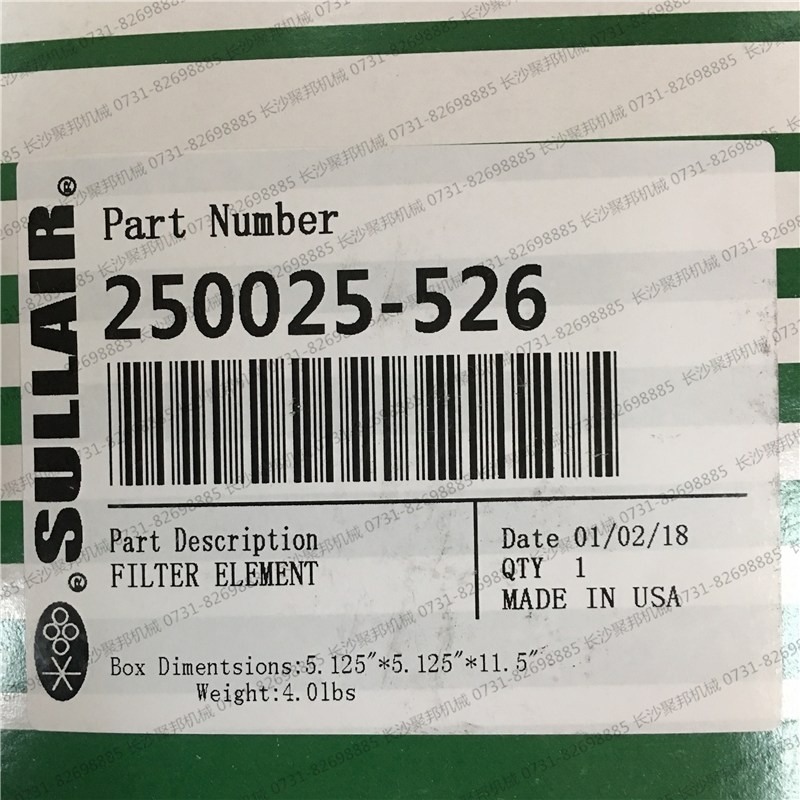 SULLAIR®
®
Part Number
250025-526
Part Description
FILTER ELEMENT
Date 01/02/18
QTY 1
MADE IN USA
Box Dimentsions:5.125"*5.125"*11.5"
Weight:4.0lbs
长沙聚邦机械 0731-82698885